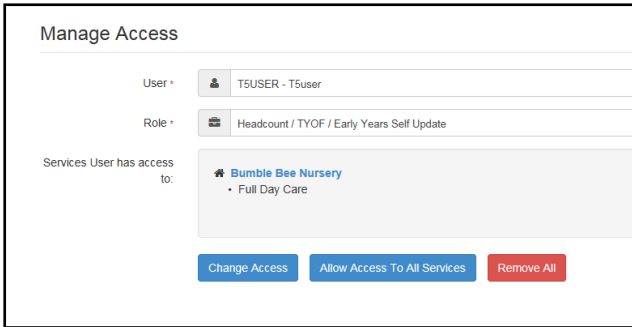 Manage Access
User *
T5USER - T5user
Role *
Headcount / TYOF / Early Years Self Update
Services User has access
to:
Bumble Bee Nursery
• Full Day Care
Change Access
Allow Access To All Services
Remove All